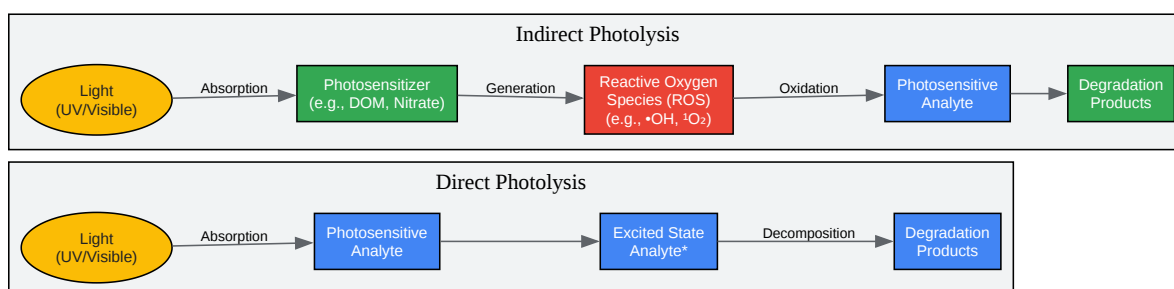 Indirect Photolysis
Light
(UV/Visible)
Absorption
Photosensitizer
(e.g., DOM, Nitrate)
Generation
Reactive Oxygen
Species (ROS)
(e.g., •OH, ¹O₂)
Oxidation
Photosensitive
Analyte
Degradation
Products
Direct Photolysis
Light
(UV/Visible)
Absorption
Photosensitive
Analyte
Excited State
Analyte*
Decomposition
Degradation
Products